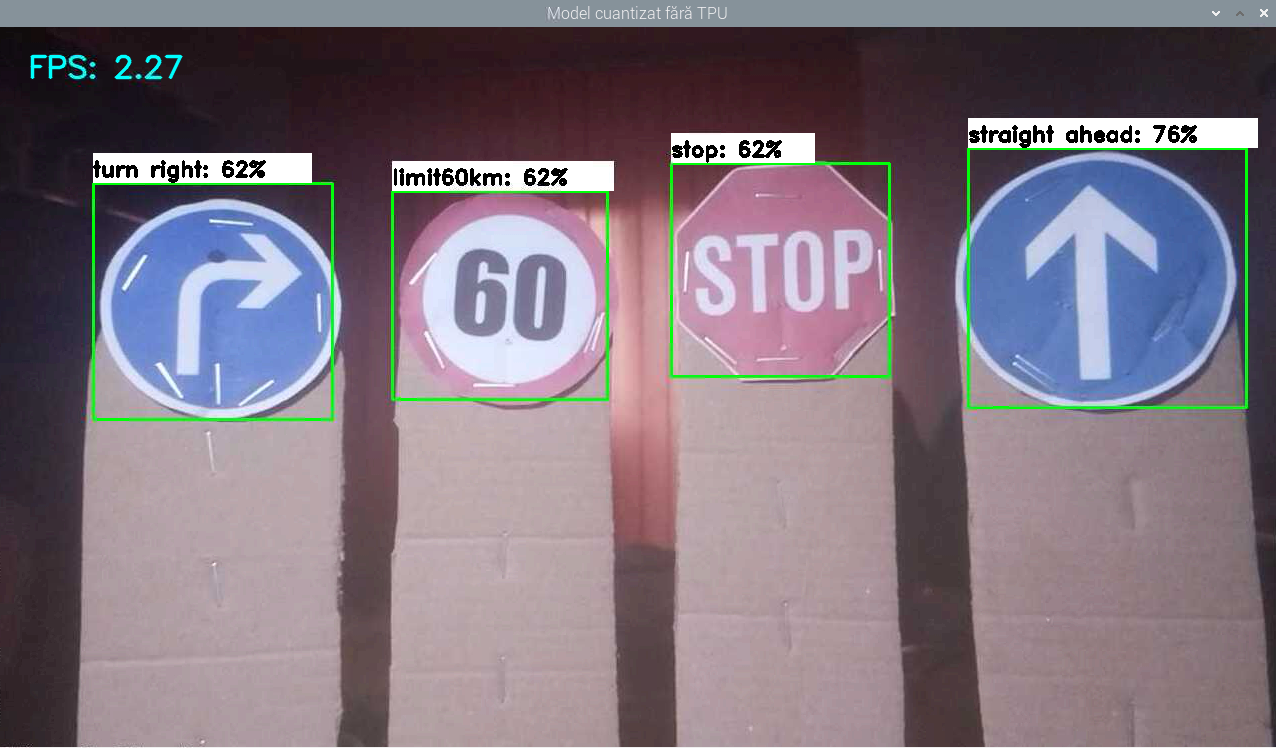 Model cuantizat fără TPU
FPS: 2.27
turn right: 62%
limit60km: 62%
stop: 62%
straight ahead: 76%
60
STOP